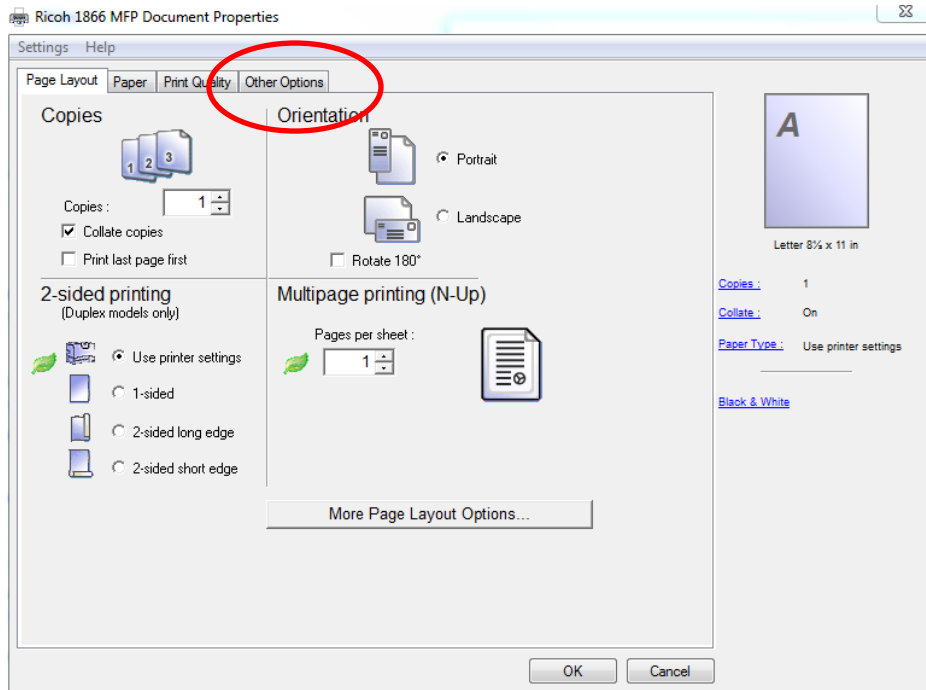 Ricoh 1866 MFP Document Properties
Settings Help
Page Layout Paper Print Quality Other Options
Copies
1 2 3
Copies :
1
Collate copies
Print last page first
Orientation
Portrait
Landscape
Rotate 180°
2-sided printing
(Duplex models only)
Use printer settings
1-sided
2-sided long edge
2-sided short edge
Multipage printing (N-Up)
Pages per sheet :
1
More Page Layout Options...
A
Letter 8½ x 11 in
Copies : 1
Collate : On
Paper Type : Use printer settings
Black & White
OK Cancel